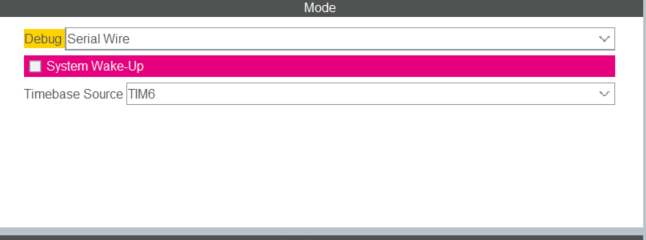 Mode
Debug Serial Wire
System Wake-Up
Timebase Source TIM6